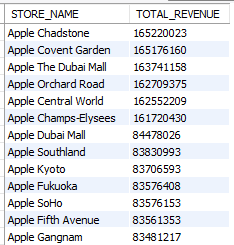 STORE_NAME TOTAL_REVENUE
Apple Chadstone 165220023
Apple Covent Garden 165176160
Apple The Dubai Mall 163741158
Apple Orchard Road 162709375
Apple Central World 162552209
Apple Champs-Elysees 161720430
Apple Dubai Mall 84478026
Apple Southland 83830993
Apple Kyoto 83706593
Apple Fukuoka 83576408
Apple SoHo 83576153
Apple Fifth Avenue 83561353
Apple Gangnam 83481217